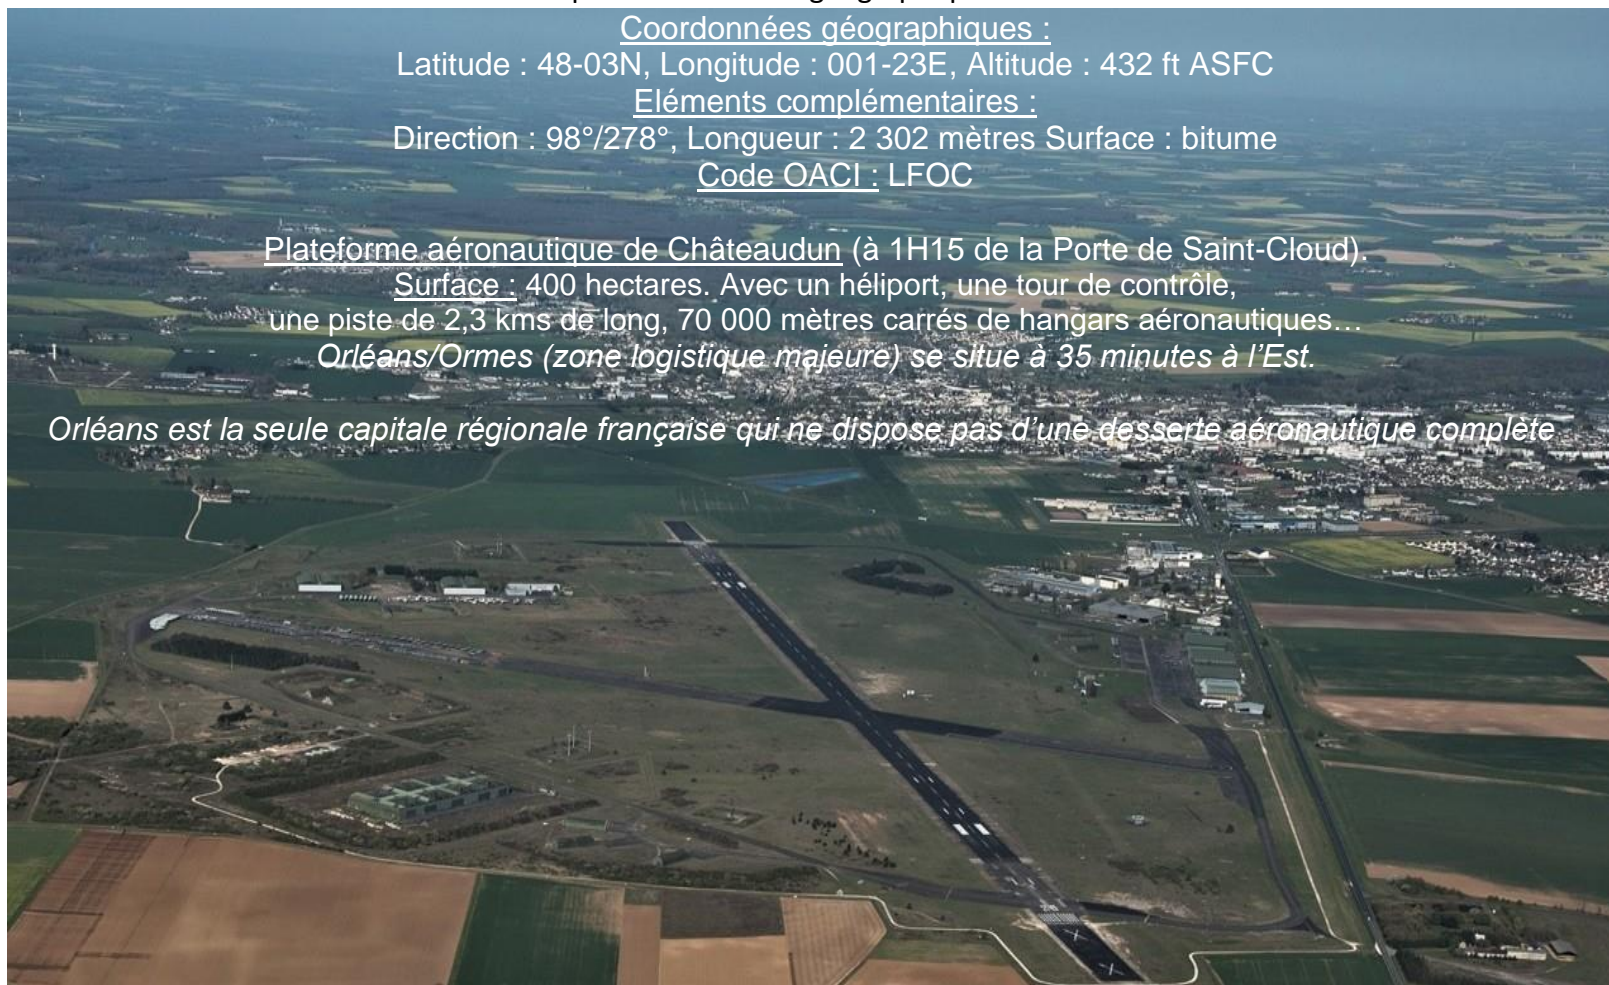 Coordonnées géographiques :
Latitude : 48-03N, Longitude : 001-23E, Altitude : 432 ft ASFC
Eléments complémentaires :
Direction : 98°/278°, Longueur : 2 302 mètres Surface : bitume
Code OACI : LFOC
Plateforme aéronautique de Châteaudun (à 1H15 de la Porte de Saint-Cloud).
Surface : 400 hectares. Avec un héliport, une tour de contrôle,
une piste de 2,3 kms de long, 70 000 mètres carrés de hangars aéronautiques…
Orléans/Ormes (zone logistique majeure) se situe à 35 minutes à l’Est.
Orléans est la seule capitale régionale française qui ne dispose pas d’une desserte aéronautique complète